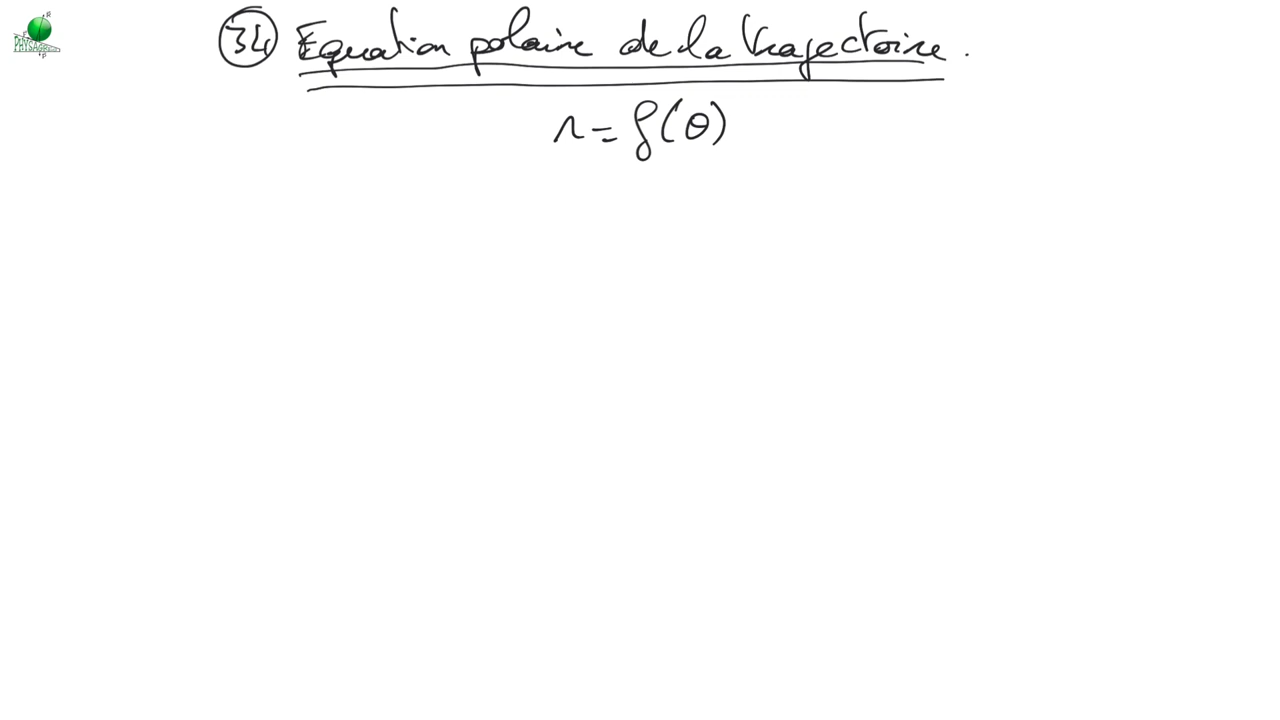 34 Equation polaire de la trajectoire.
r = f(θ)